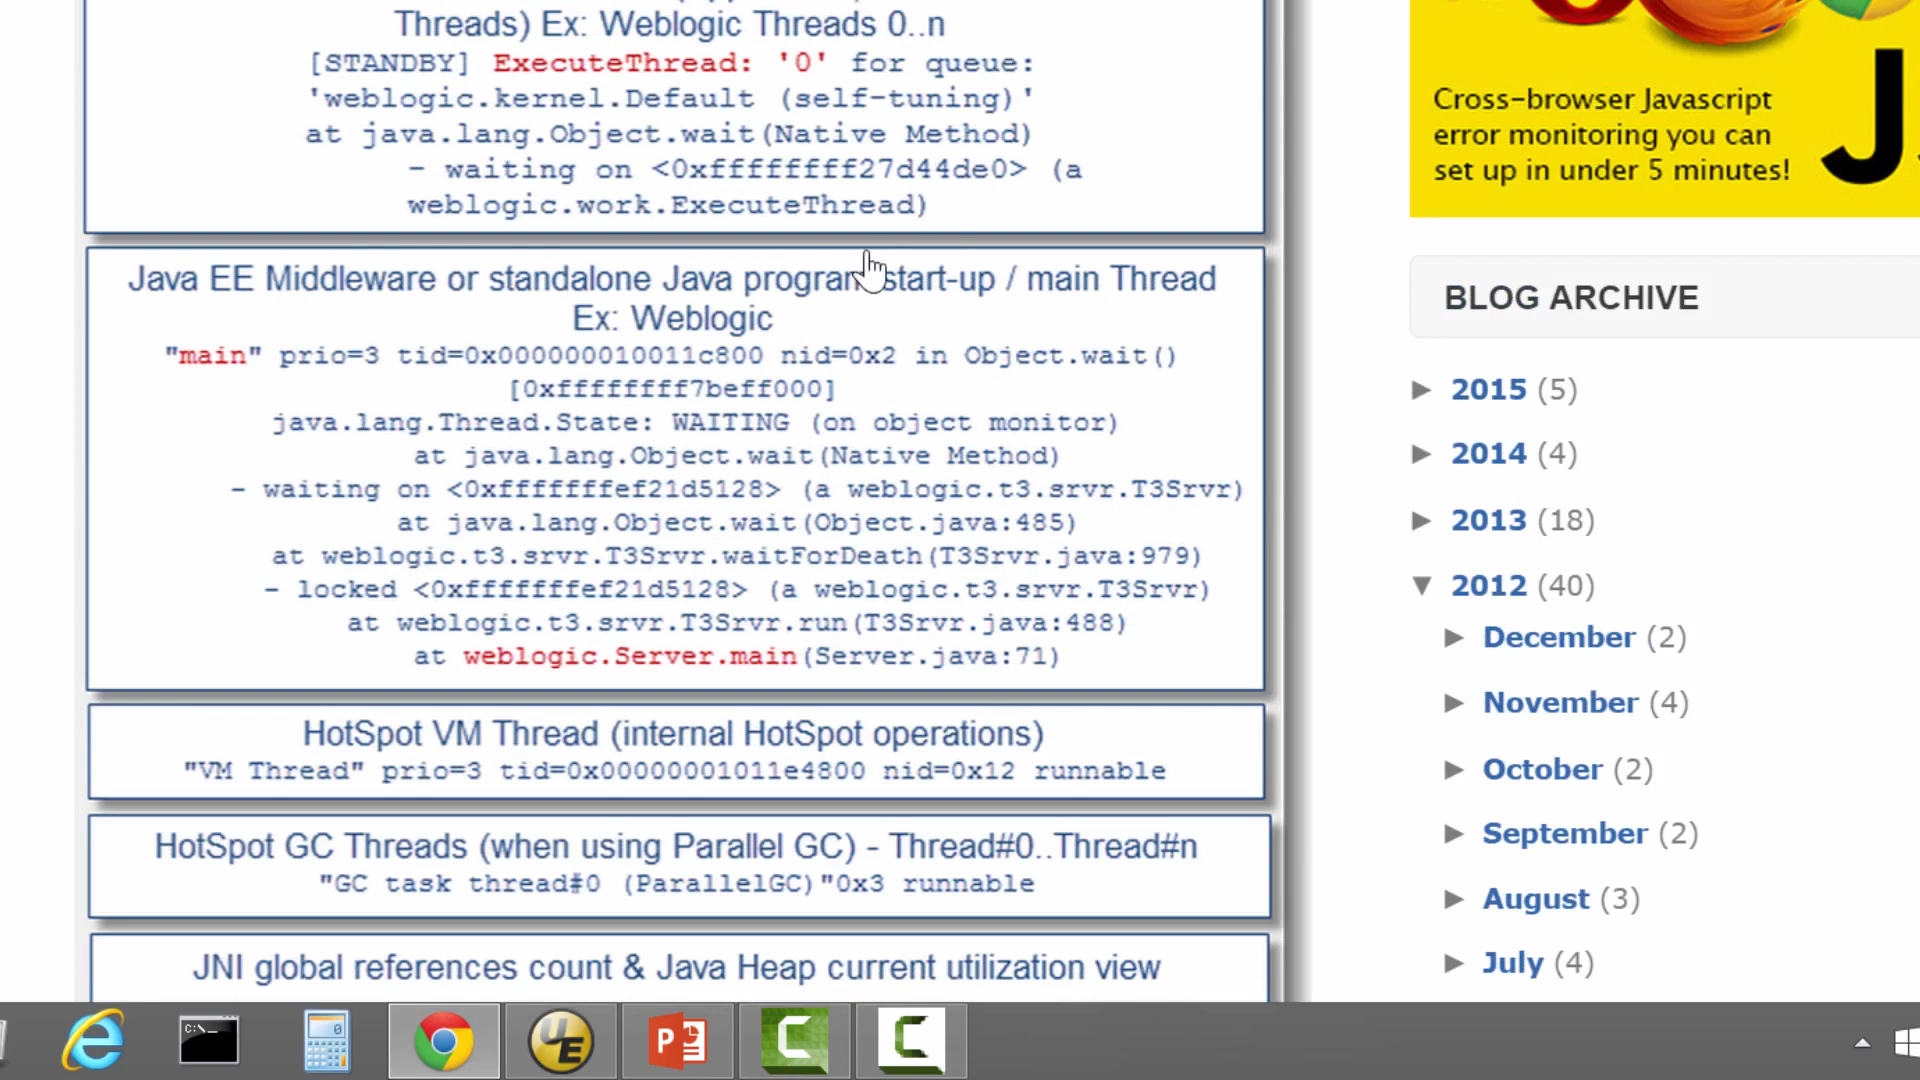 Threads) Ex: Weblogic Threads 0..n
[STANDBY] ExecuteThread: '0' for queue:
'weblogic.kernel.Default (self-tuning)'
at java.lang.Object.wait(Native Method)
- waiting on <0xffffffff27d44de0> (a
weblogic.work.ExecuteThread)
Java EE Middleware or standalone Java program start-up / main Thread
Ex: Weblogic
"main" prio=3 tid=0x000000010011c800 nid=0x2 in Object.wait()
[0xffffffff7beff000]
java.lang.Thread.State: WAITING (on object monitor)
at java.lang.Object.wait(Native Method)
- waiting on <0xfffffffef21d5128> (a weblogic.t3.srvr.T3Srvr)
at java.lang.Object.wait(Object.java:485)
at weblogic.t3.srvr.T3Srvr.waitForDeath(T3Srvr.java:979)
- locked <0xfffffffef21d5128> (a weblogic.t3.srvr.T3Srvr)
at weblogic.t3.srvr.T3Srvr.run(T3Srvr.java:488)
at weblogic.Server.main(Server.java:71)
HotSpot VM Thread (internal HotSpot operations)
"VM Thread" prio=3 tid=0x00000001011e4800 nid=0x12 runnable
HotSpot GC Threads (when using Parallel GC) - Thread#0..Thread#n
"GC task thread#0 (ParallelGC)"0x3 runnable
JNI global references count & Java Heap current utilization view
Cross-browser Javascript
error monitoring you can
set up in under 5 minutes!
J
BLOG ARCHIVE
► 2015 (5)
► 2014 (4)
► 2013 (18)
▼ 2012 (40)
► December (2)
► November (4)
► October (2)
► September (2)
► August (3)
► July (4)
C:\_
0
UE
P
C
C